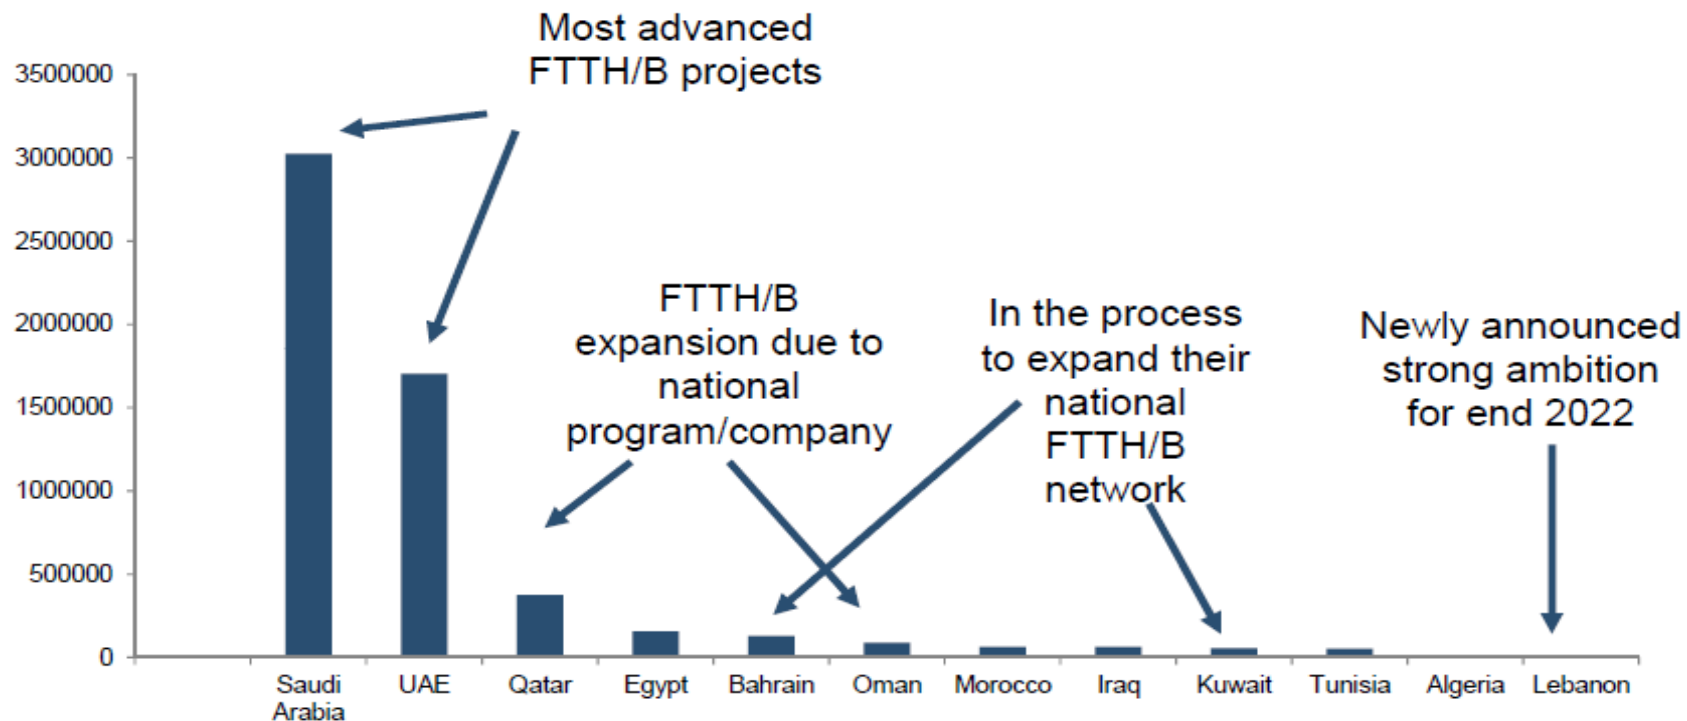 Most advanced
FTTH/B projects
3500000
3000000
2500000
2000000
1500000
1000000
500000
0
FTTH/B
expansion due to
national
program/company
In the process
to expand their
national
FTTH/B
network
Newly announced
strong ambition
for end 2022
Saudi
Arabia
UAE
Qatar
Egypt
Bahrain
Oman
Morocco
Iraq
Kuwait
Tunisia
Algeria
Lebanon